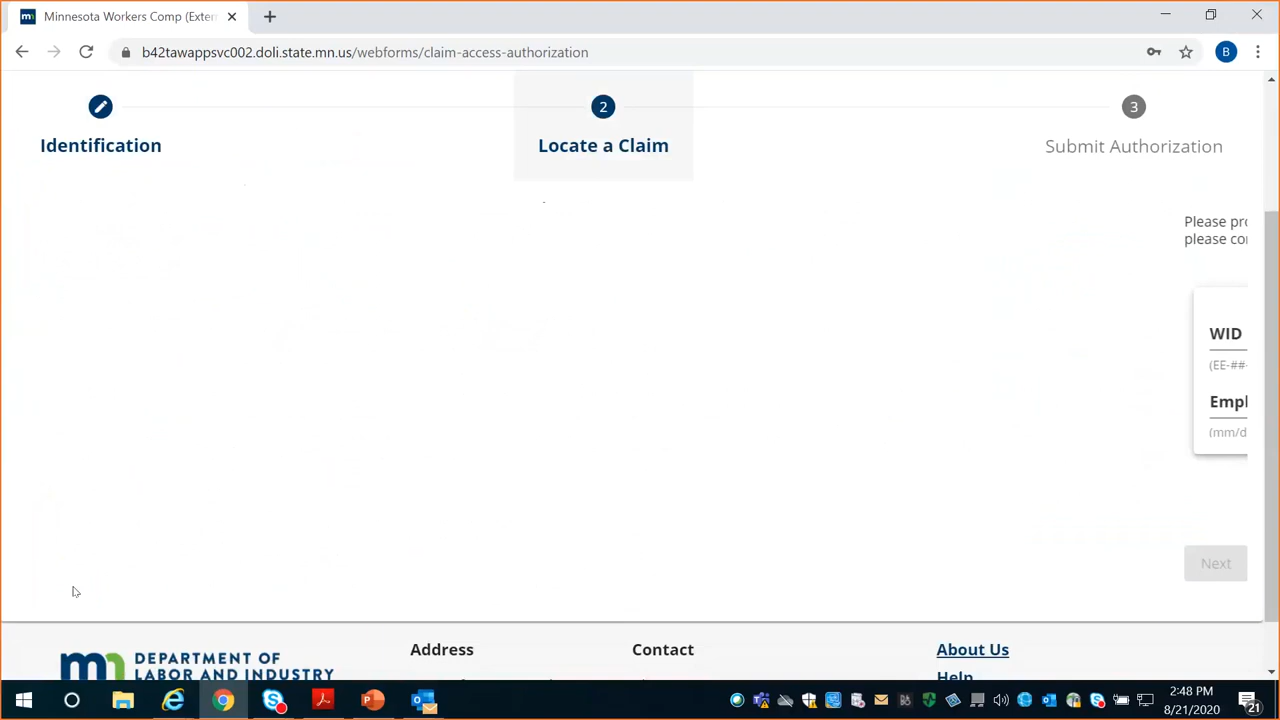 Minnesota Workers Comp (Exter
b42tawappsvc002.doli.state.mn.us/webforms/claim-access-authorization
B
2
3
Identification
Locate a Claim
Submit Authorization
Please pro
please cor
WID
(EE-##-
Empl
(mm/d
Next
mn DEPARTMENT OF
LABOR AND INDUSTRY
Address
Contact
About Us
Help
2:48 PM
8/21/2020
21